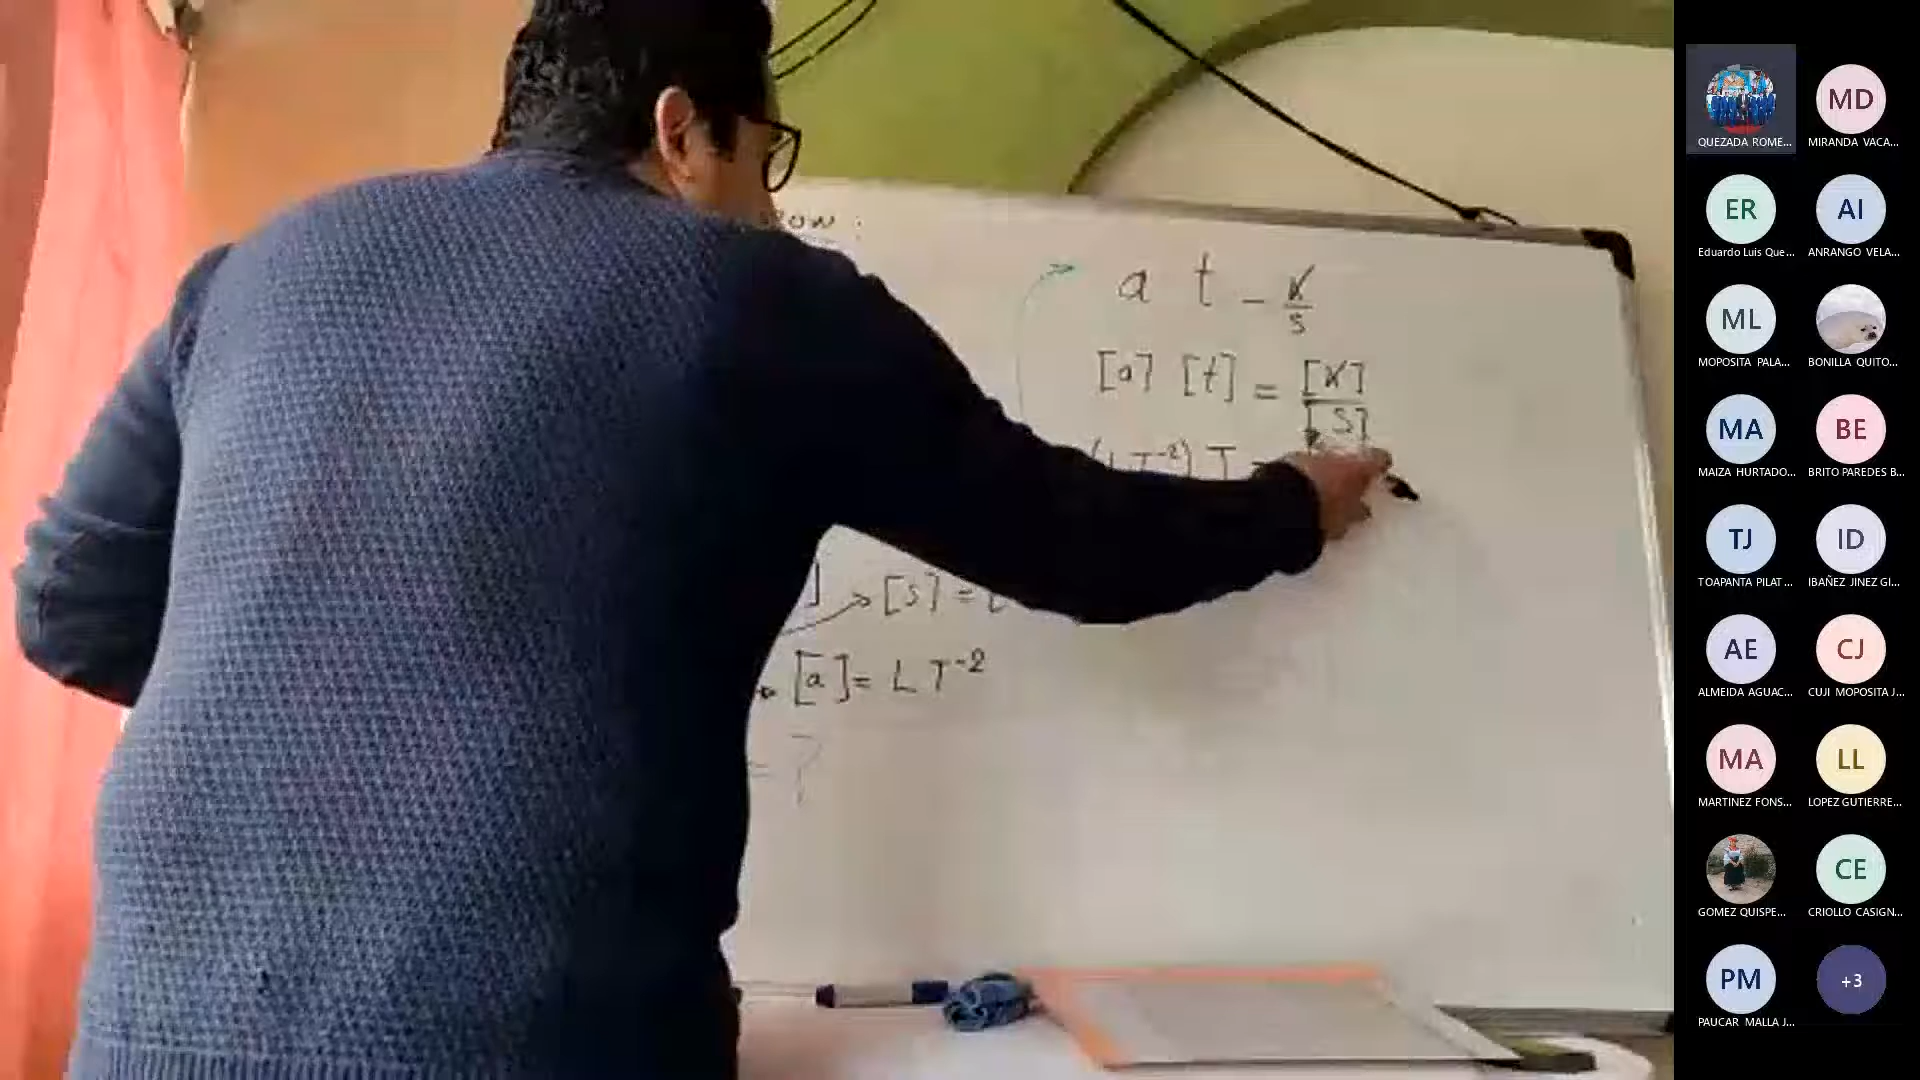 a t - K/S
[a] [t] = [K]/[S]
(L T⁻²) T
] → [S] =
[a] = L T⁻²
= ?
QUEZADA ROME...
MIRANDA VACA...
MD
ER
Eduardo Luis Que...
AI
ANRANGO VELA...
ML
MOPOSITA PALA...
BONILLA QUITO...
MA
MAIZA HURTADO...
BE
BRITO PAREDES B...
TJ
TOAPANTA PILAT...
ID
IBAÑEZ JINEZ GI...
AE
ALMEIDA AGUAC...
CJ
CUJI MOPOSITA J...
MA
MARTINEZ FONS...
LL
LOPEZ GUTIERRE...
GOMEZ QUISPE...
CE
CRIOLLO CASIGN...
PM
PAUCAR MALLA J...
+3